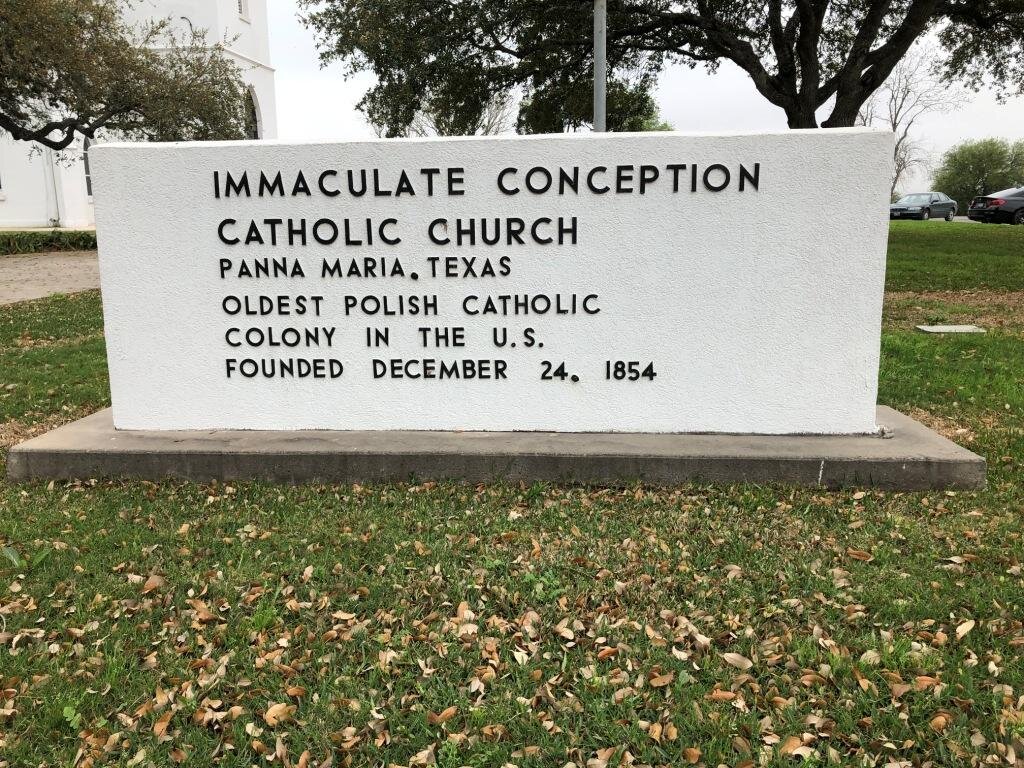 IMMACULATE CONCEPTION
CATHOLIC CHURCH
PANNA MARIA. TEXAS
OLDEST POLISH CATHOLIC
COLONY IN THE U.S.
FOUNDED DECEMBER 24. 1854